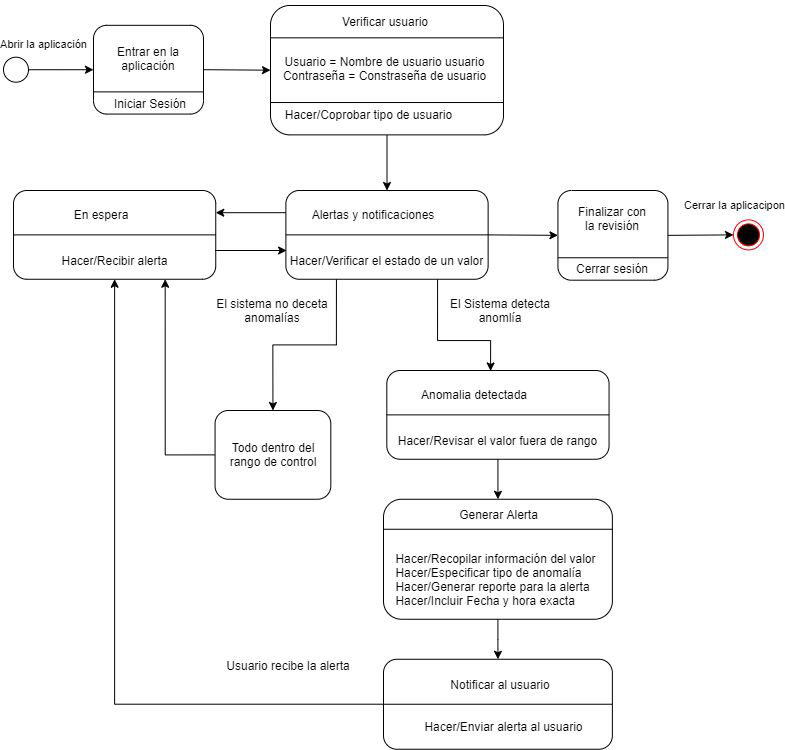 Abrir la aplicación
Entrar en la
aplicación
Iniciar Sesión
Verificar usuario
Usuario = Nombre de usuario usuario
Contraseña = Constraseña de usuario
Hacer/Coprobar tipo de usuario
En espera
Hacer/Recibir alerta
Alertas y notificaciones
Hacer/Verificar el estado de un valor
Finalizar con
la revisión
Cerrar sesión
Cerrar la aplicacipon
El sistema no deceta
anomalías
El Sistema detecta
anomlía
Todo dentro del
rango de control
Anomalia detectada
Hacer/Revisar el valor fuera de rango
Generar Alerta
Hacer/Recopilar información del valor
Hacer/Especificar tipo de anomalía
Hacer/Generar reporte para la alerta
Hacer/Incluir Fecha y hora exacta
Usuario recibe la alerta
Notificar al usuario
Hacer/Enviar alerta al usuario